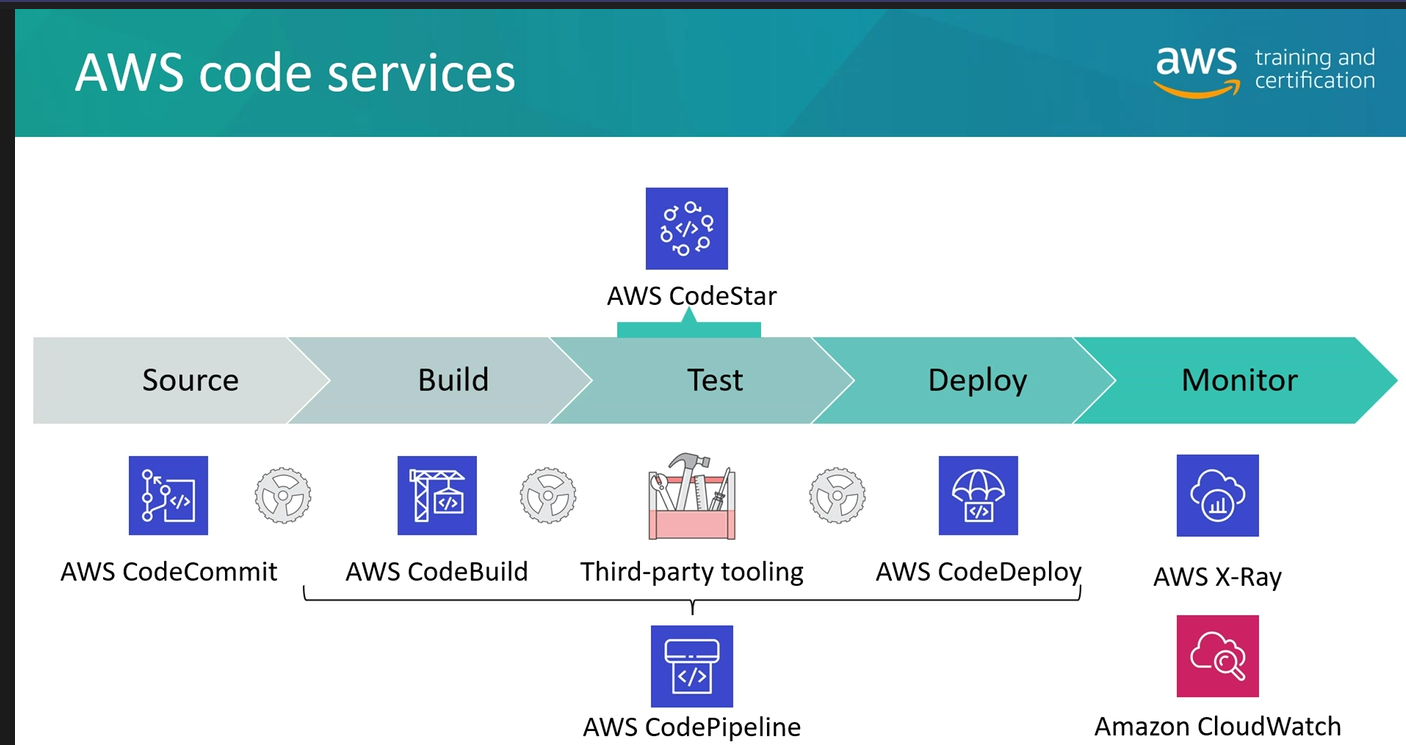 AWS code services
aws training and
certification
AWS CodeStar
Source Build Test Deploy Monitor
</>
AWS CodeCommit AWS CodeBuild Third-party tooling AWS CodeDeploy AWS X-Ray
AWS CodePipeline Amazon CloudWatch